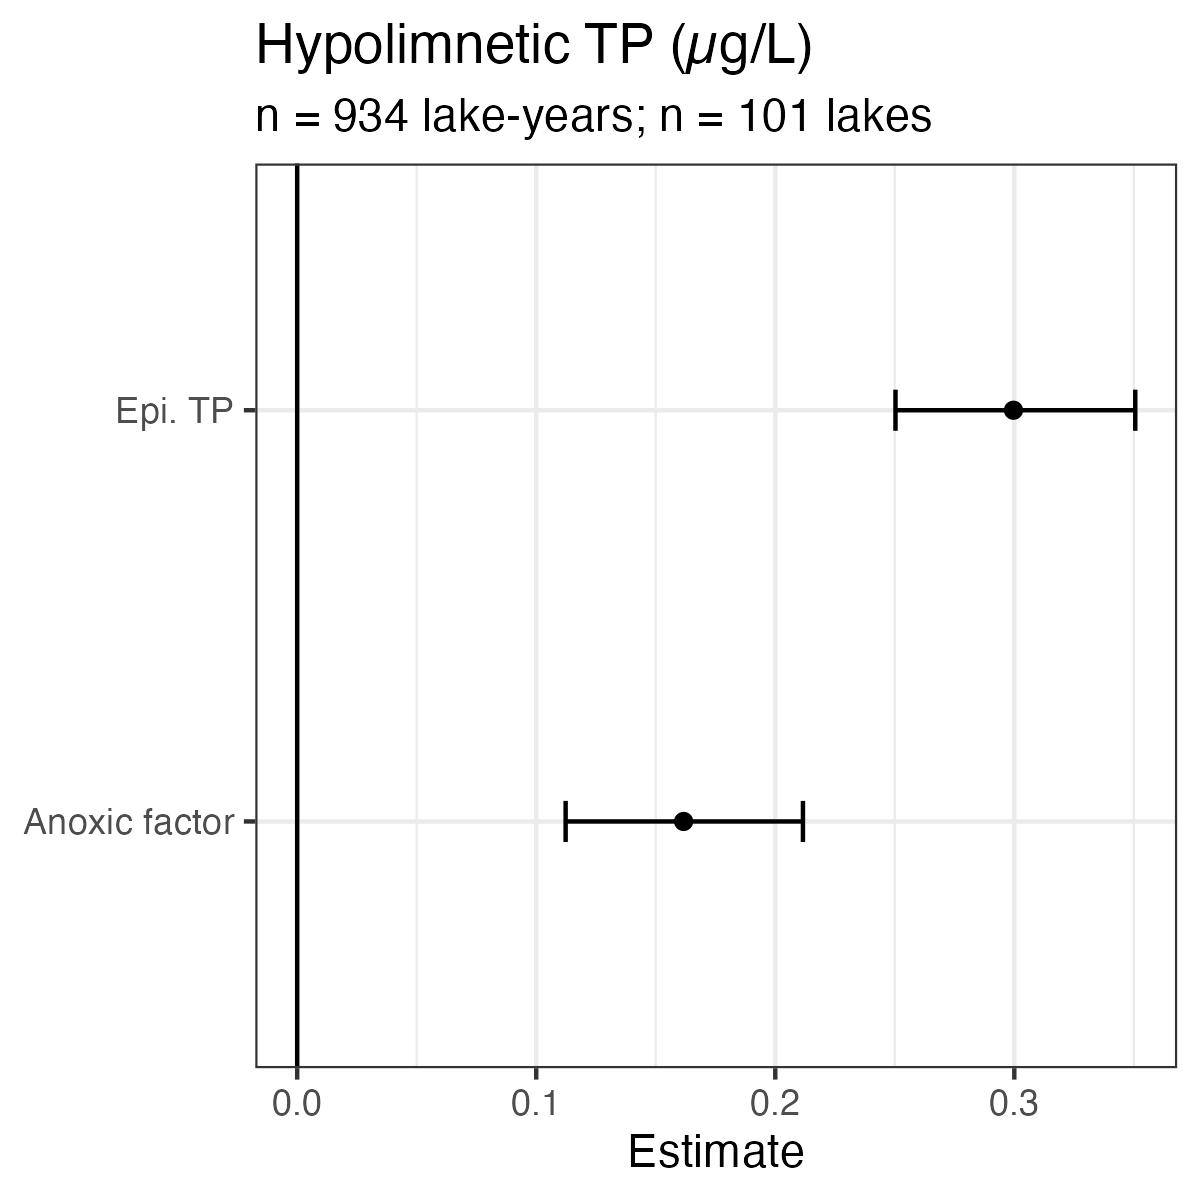 Hypolimnetic TP (µg/L)
n = 934 lake-years; n = 101 lakes
Epi. TP
Anoxic factor
0.0 0.1 0.2 0.3
Estimate